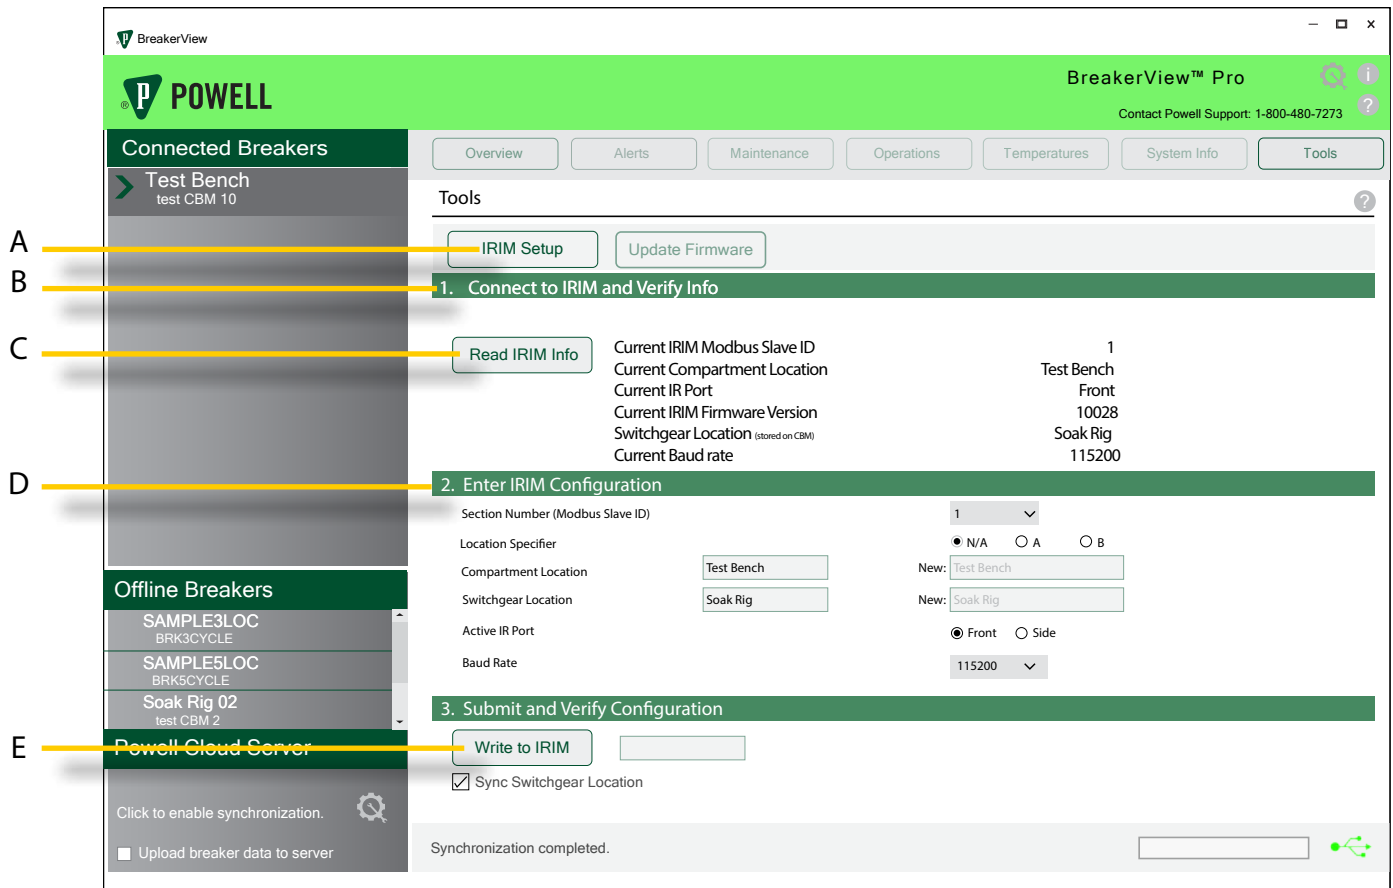 BreakerView
® P POWELL
BreakerView™ Pro
Contact Powell Support: 1-800-480-7273
Connected Breakers
Test Bench
test CBM 10
Overview
Alerts
Maintenance
Operations
Temperatures
System Info
Tools
Tools
A
IRIM Setup
Update Firmware
B
1. Connect to IRIM and Verify Info
C
Read IRIM Info
Current IRIM Modbus Slave ID 1
Current Compartment Location Test Bench
Current IR Port Front
Current IRIM Firmware Version 10028
Switchgear Location (stored on CBM) Soak Rig
Current Baud rate 115200
D
2. Enter IRIM Configuration
Section Number (Modbus Slave ID) 1
Location Specifier N/A A B
Compartment Location Test Bench New: Test Bench
Switchgear Location Soak Rig New: Soak Rig
Active IR Port Front Side
Baud Rate 115200
Offline Breakers
SAMPLE3LOC
BRK3CYCLE
SAMPLE5LOC
BRK5CYCLE
Soak Rig 02
test CBM 2
3. Submit and Verify Configuration
E
Powell Cloud Server
Write to IRIM
Sync Switchgear Location
Click to enable synchronization.
Upload breaker data to server
Synchronization completed.